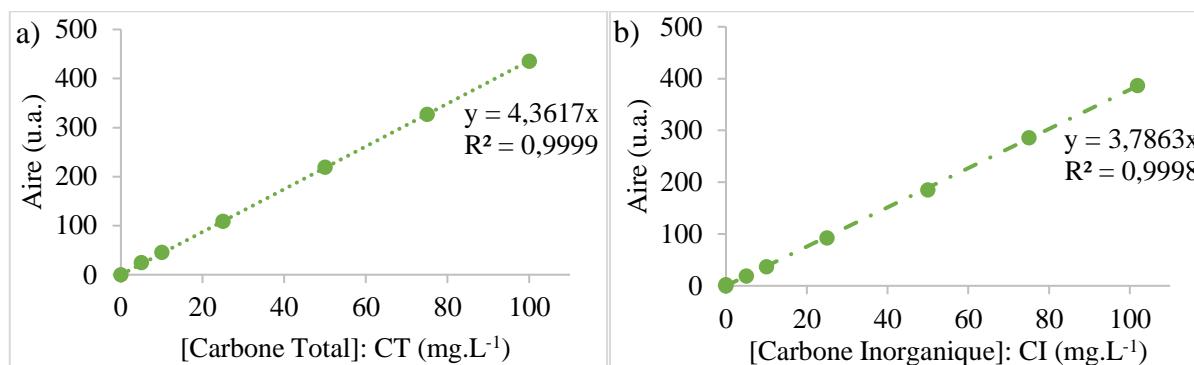 a)
500
400
300
200
100
0
Aire (u.a.)
y = 4,3617x
R² = 0,9999
0 20 40 60 80 100
[Carbone Total]: CT (mg.L-1)
b)
500
400
300
200
100
0
Aire (u.a.)
y = 3,7863x
R² = 0,9998
0 20 40 60 80 100
[Carbone Inorganique]: CI (mg.L-1)